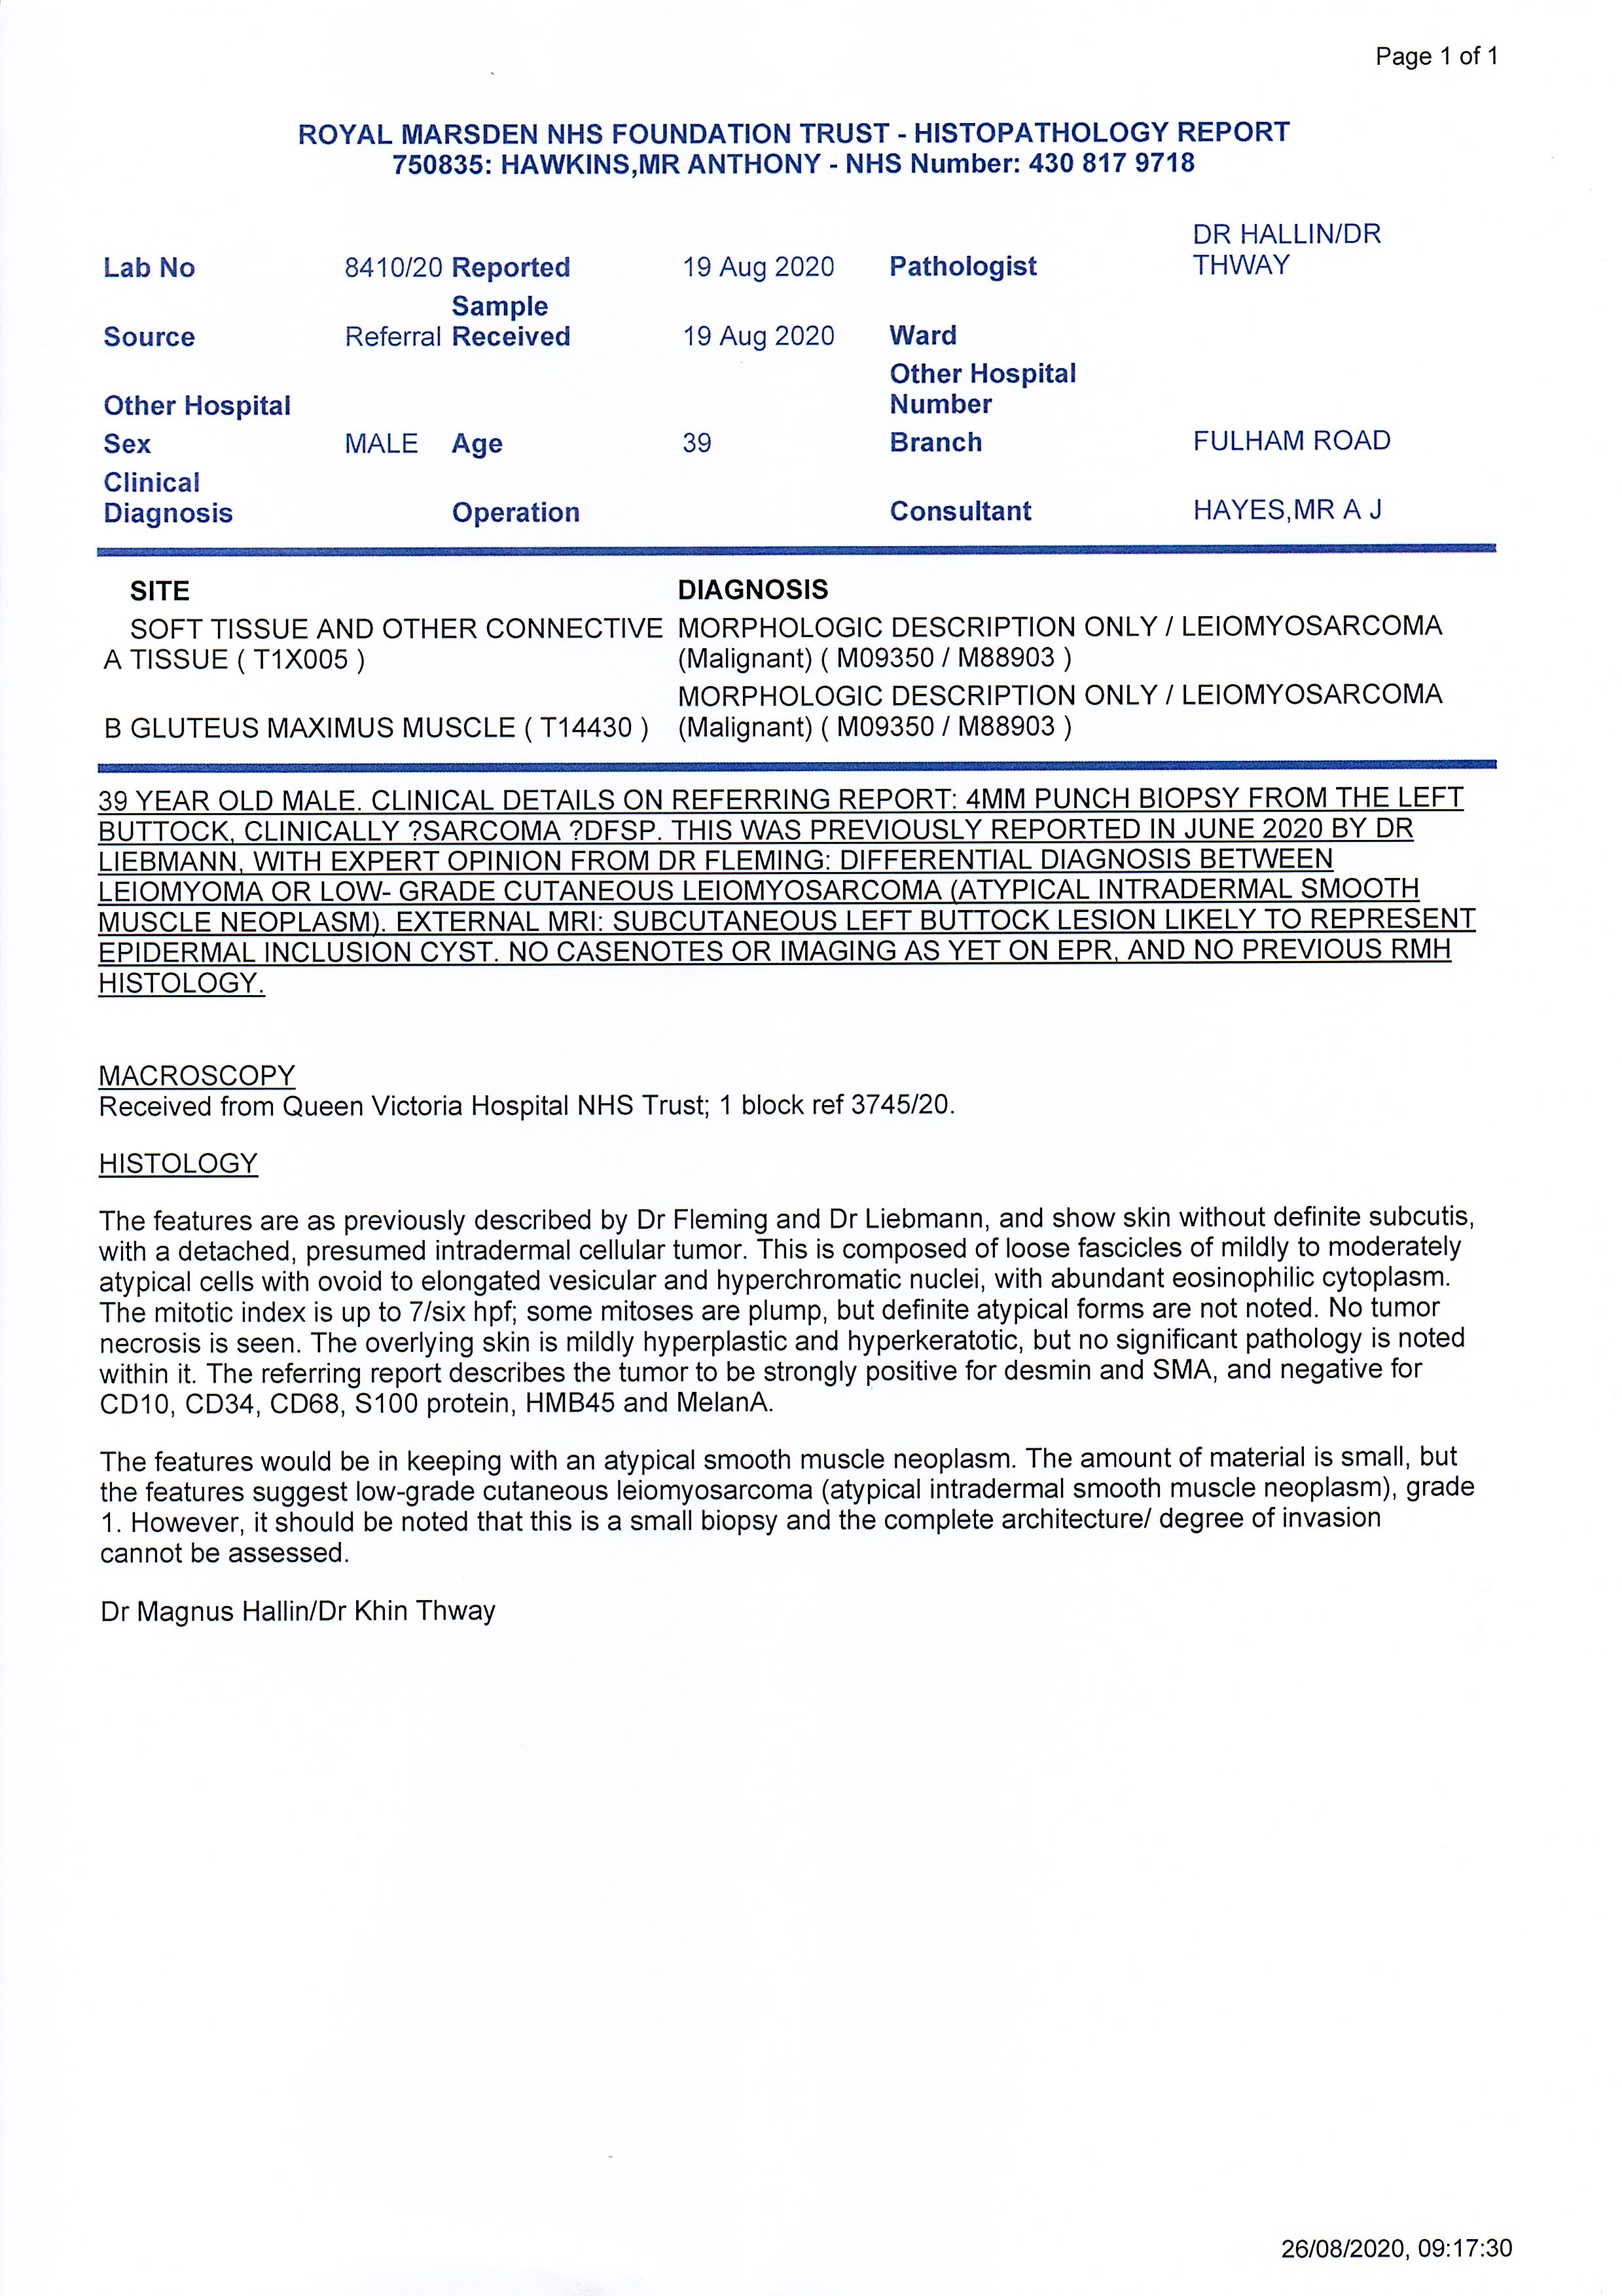 Page 1 of 1
ROYAL MARSDEN NHS FOUNDATION TRUST - HISTOPATHOLOGY REPORT
750835: HAWKINS,MR ANTHONY - NHS Number: 430 817 9718
Lab No 8410/20 Reported 19 Aug 2020 Pathologist DR HALLIN/DR THWAY
Source Referral Sample Received 19 Aug 2020 Ward
Other Hospital Other Hospital Number
Sex MALE Age 39 Branch FULHAM ROAD
Clinical Diagnosis Operation Consultant HAYES,MR A J
SITE DIAGNOSIS
SOFT TISSUE AND OTHER CONNECTIVE MORPHOLOGIC DESCRIPTION ONLY / LEIOMYOSARCOMA
A TISSUE ( T1X005 ) (Malignant) ( M09350 / M88903 )
MORPHOLOGIC DESCRIPTION ONLY / LEIOMYOSARCOMA
B GLUTEUS MAXIMUS MUSCLE ( T14430 ) (Malignant) ( M09350 / M88903 )
39 YEAR OLD MALE. CLINICAL DETAILS ON REFERRING REPORT: 4MM PUNCH BIOPSY FROM THE LEFT
BUTTOCK, CLINICALLY ?SARCOMA ?DFSP. THIS WAS PREVIOUSLY REPORTED IN JUNE 2020 BY DR
LIEBMANN, WITH EXPERT OPINION FROM DR FLEMING: DIFFERENTIAL DIAGNOSIS BETWEEN
LEIOMYOMA OR LOW- GRADE CUTANEOUS LEIOMYOSARCOMA (ATYPICAL INTRADERMAL SMOOTH
MUSCLE NEOPLASM). EXTERNAL MRI: SUBCUTANEOUS LEFT BUTTOCK LESION LIKELY TO REPRESENT
EPIDERMAL INCLUSION CYST. NO CASENOTES OR IMAGING AS YET ON EPR, AND NO PREVIOUS RMH
HISTOLOGY.
MACROSCOPY
Received from Queen Victoria Hospital NHS Trust; 1 block ref 3745/20.
HISTOLOGY
The features are as previously described by Dr Fleming and Dr Liebmann, and show skin without definite subcutis,
with a detached, presumed intradermal cellular tumor. This is composed of loose fascicles of mildly to moderately
atypical cells with ovoid to elongated vesicular and hyperchromatic nuclei, with abundant eosinophilic cytoplasm.
The mitotic index is up to 7/six hpf; some mitoses are plump, but definite atypical forms are not noted. No tumor
necrosis is seen. The overlying skin is mildly hyperplastic and hyperkeratotic, but no significant pathology is noted
within it. The referring report describes the tumor to be strongly positive for desmin and SMA, and negative for
CD10, CD34, CD68, S100 protein, HMB45 and MelanA.
The features would be in keeping with an atypical smooth muscle neoplasm. The amount of material is small, but
the features suggest low-grade cutaneous leiomyosarcoma (atypical intradermal smooth muscle neoplasm), grade
1. However, it should be noted that this is a small biopsy and the complete architecture/ degree of invasion
cannot be assessed.
Dr Magnus Hallin/Dr Khin Thway
26/08/2020, 09:17:30